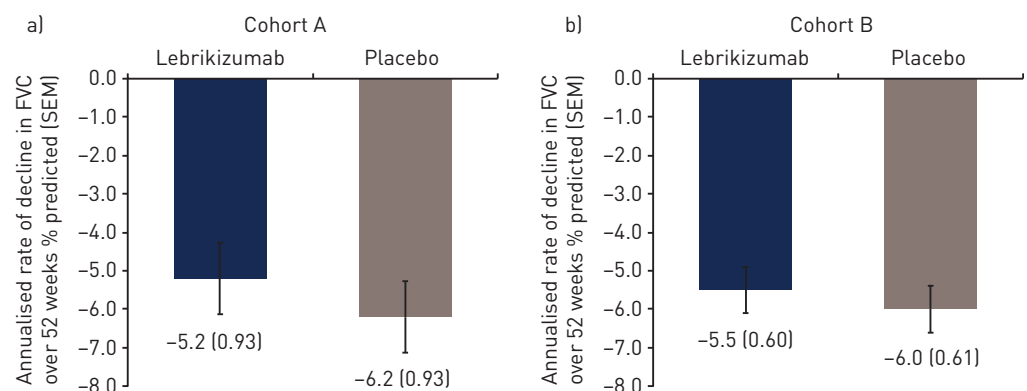 a)
Cohort A
Lebrikizumab
Placebo
Annualised rate of decline in FVC
over 52 weeks % predicted (SEM)
0.0
–1.0
–2.0
–3.0
–4.0
–5.0
–6.0
–7.0
–8.0
–5.2 (0.93)
–6.2 (0.93)
b)
Cohort B
Lebrikizumab
Placebo
Annualised rate of decline in FVC
over 52 weeks % predicted (SEM)
0.0
–1.0
–2.0
–3.0
–4.0
–5.0
–6.0
–7.0
–8.0
–5.5 (0.60)
–6.0 (0.61)